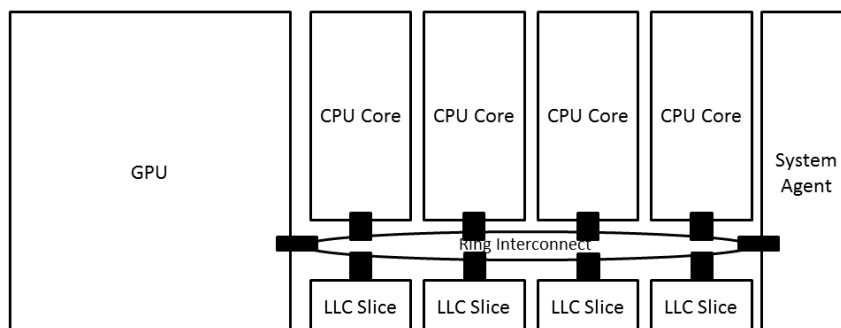 GPU
CPU Core
CPU Core
CPU Core
CPU Core
System
Agent
Ring Interconnect
LLC Slice
LLC Slice
LLC Slice
LLC Slice